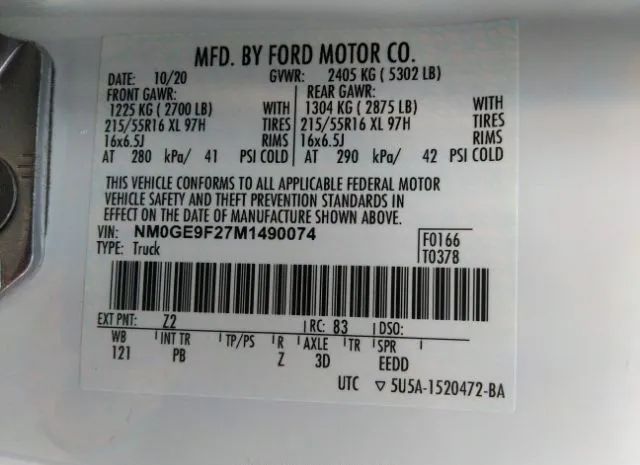 MFD. BY FORD MOTOR CO.
DATE: 10/20 GVWR: 2405 KG ( 5302 LB)
FRONT GAWR: REAR GAWR:
1225 KG ( 2700 LB) WITH 1304 KG ( 2875 LB) WITH
215/55R16 XL 97H TIRES 215/55R16 XL 97H TIRES
16x6.5J RIMS 16x6.5J RIMS
AT 280 kPa/ 41 PSI COLD AT 290 kPa/ 42 PSI COLD
THIS VEHICLE CONFORMS TO ALL APPLICABLE FEDERAL MOTOR
VEHICLE SAFETY AND THEFT PREVENTION STANDARDS IN
EFFECT ON THE DATE OF MANUFACTURE SHOWN ABOVE.
VIN: NM0GE9F27M1490074 F0166
TYPE: Truck T0378
EXT PNT: Z2 RC: 83 DSO:
WB INT TR TP/PS R AXLE TR SPR
121 PB Z 3D EEDD
UTC ▽ 5U5A-1520472-BA